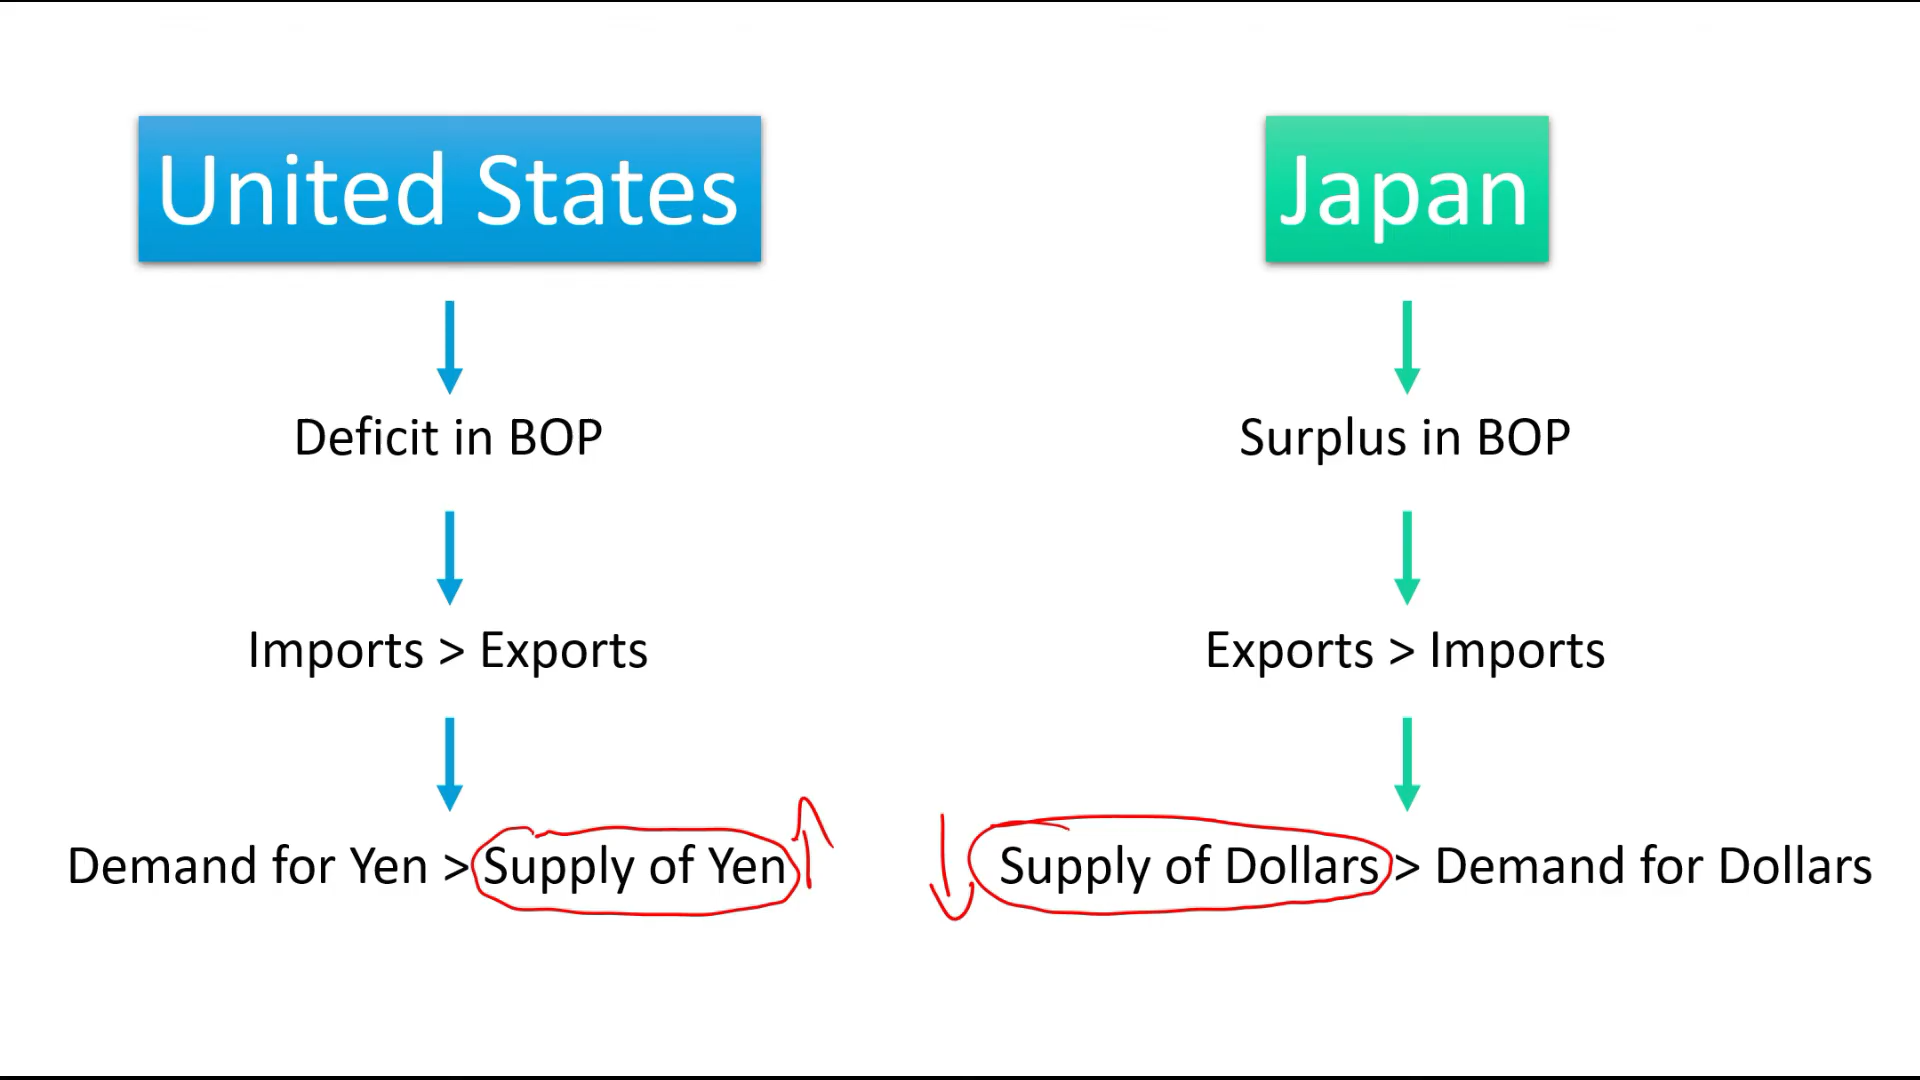 United States
Deficit in BOP
Imports > Exports
Demand for Yen > Supply of Yen
Japan
Surplus in BOP
Exports > Imports
Supply of Dollars > Demand for Dollars